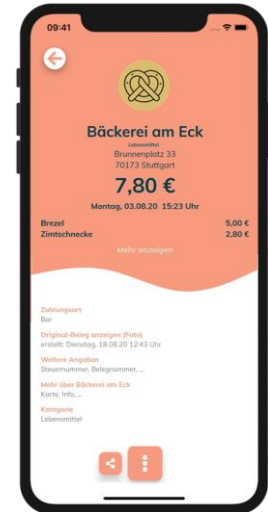 09:41
Bäckerei am Eck
Lebensmittel
Brunnenplatz 33
70173 Stuttgart
7,80 €
Montag, 03.08.20 15:23 Uhr
Brezel 5,00 €
Zimtschnecke 2,80 €
Mehr anzeigen
Zahlungsart
Bar
Original-Beleg anzeigen (Foto)
erstellt: Dienstag, 18.08.20 12:43 Uhr
Weitere Angaben
Steuernummer, Belegnummer, ...
Mehr über Bäckerei am Eck
Karte, Info, ...
Kategorie
Lebensmittel